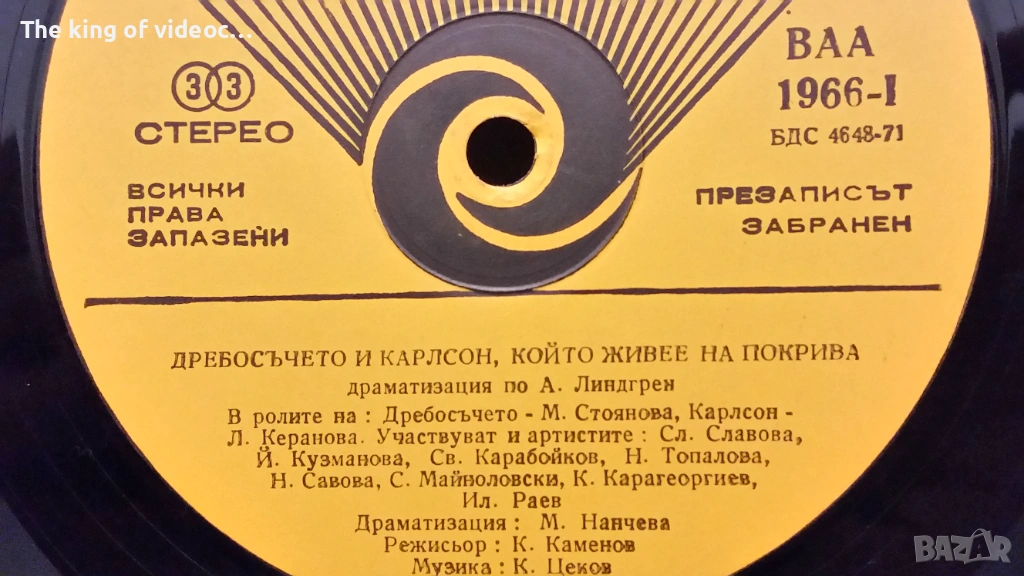 The king of videoc...
33
СТЕРЕО
ВАА
1966-I
БДС 4648-71
ВСИЧКИ
ПРАВА
ЗАПАЗЕНИ
ПРЕЗАПИСЪТ
ЗАБРАНЕН
ДРЕБОСЪЧЕТО И КАРЛСОН, КОЙТО ЖИВЕЕ НА ПОКРИВА
драматизация по А. Линдгрен
В ролите на : Дребосъчето - М. Стоянова, Карлсон -
Л. Керанова. Участвуват и артистите : Сл. Славова,
Й. Кузманова, Св. Карабойков, Н. Топалова,
Н. Савова, С. Майноловски, К. Карагеоргиев,
Ил. Раев
Драматизация : М. Нанчева
Режисьор : К. Каменов
Музика : К. Цеков
BAZAR